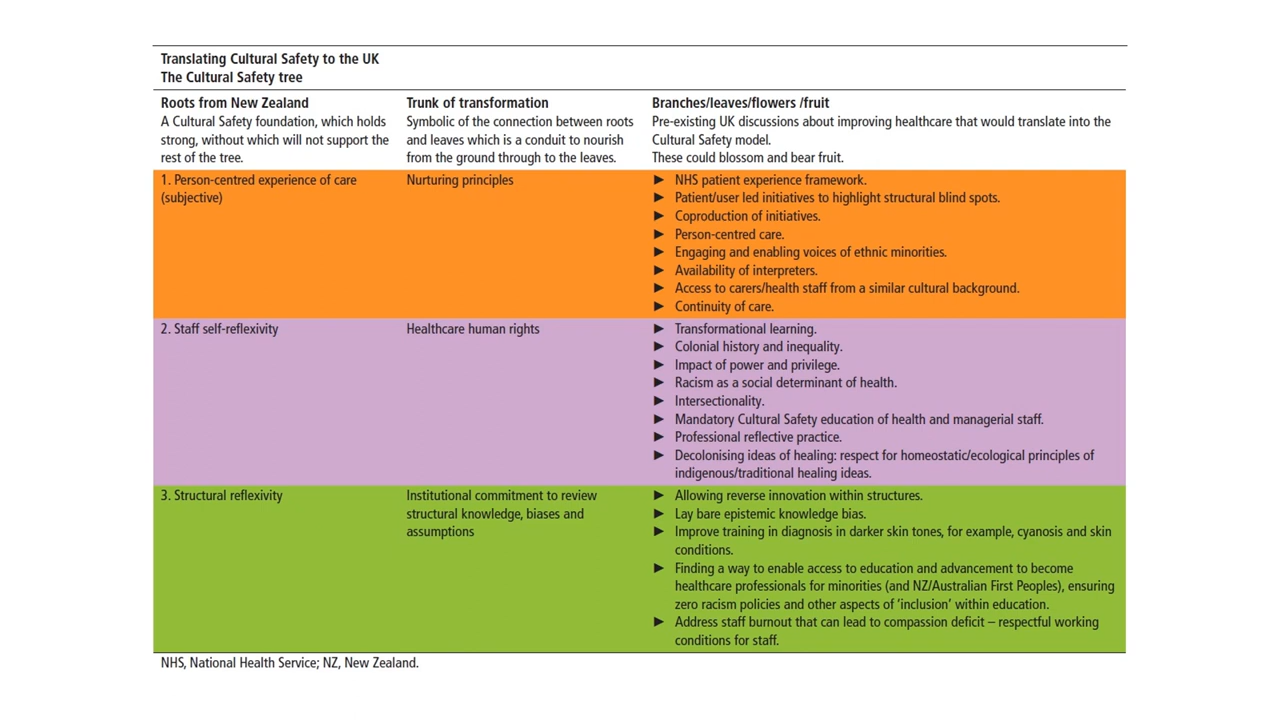 Translating Cultural Safety to the UK
The Cultural Safety tree
Roots from New Zealand
A Cultural Safety foundation, which holds
strong, without which will not support the
rest of the tree.
Trunk of transformation
Symbolic of the connection between roots
and leaves which is a conduit to nourish
from the ground through to the leaves.
Branches/leaves/flowers /fruit
Pre-existing UK discussions about improving healthcare that would translate into the
Cultural Safety model.
These could blossom and bear fruit.
1. Person-centred experience of care
(subjective)
Nurturing principles
► NHS patient experience framework.
► Patient/user led initiatives to highlight structural blind spots.
► Coproduction of initiatives.
► Person-centred care.
► Engaging and enabling voices of ethnic minorities.
► Availability of interpreters.
► Access to carers/health staff from a similar cultural background.
► Continuity of care.
2. Staff self-reflexivity
Healthcare human rights
► Transformational learning.
► Colonial history and inequality.
► Impact of power and privilege.
► Racism as a social determinant of health.
► Intersectionality.
► Mandatory Cultural Safety education of health and managerial staff.
► Professional reflective practice.
► Decolonising ideas of healing: respect for homeostatic/ecological principles of
indigenous/traditional healing ideas.
3. Structural reflexivity
Institutional commitment to review
structural knowledge, biases and
assumptions
► Allowing reverse innovation within structures.
► Lay bare epistemic knowledge bias.
► Improve training in diagnosis in darker skin tones, for example, cyanosis and skin
conditions.
► Finding a way to enable access to education and advancement to become
healthcare professionals for minorities (and NZ/Australian First Peoples), ensuring
zero racism policies and other aspects of ‘inclusion’ within education.
► Address staff burnout that can lead to compassion deficit – respectful working
conditions for staff.
NHS, National Health Service; NZ, New Zealand.